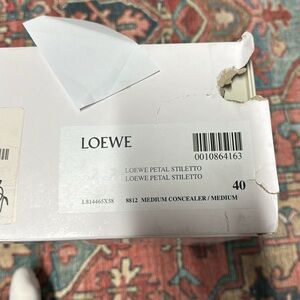 LOEWE
0010864163
LOEWE PETAL STILETTO
LOEWE PETAL STILETTO
40
L814465X58 8812 MEDIUM CONCEALER / MEDIUM